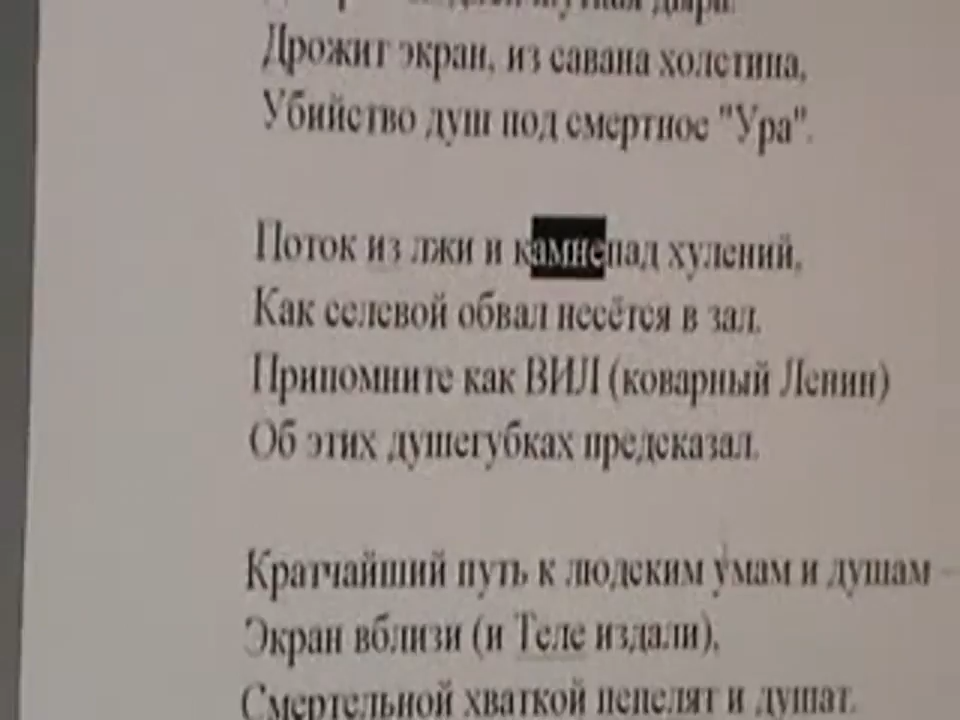 Дрожит экран, из савана холстина,
Убийство душ под смертное "Ура".
Поток из лжи и камнепад хулений,
Как селевой обвал несётся в зал.
Припомните как ВИЛ (коварный Ленин)
Об этих душегубках предсказал.
Кратчайший путь к людским умам и душам –
Экран вблизи (и Теле издали),
Смертельной хваткой пепелят и душат.